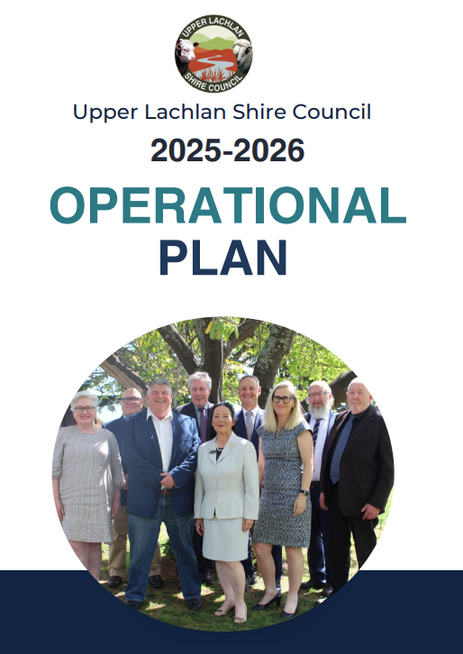 UPPER LACHLAN
SHIRE COUNCIL
Upper Lachlan Shire Council
2025-2026
OPERATIONAL
PLAN